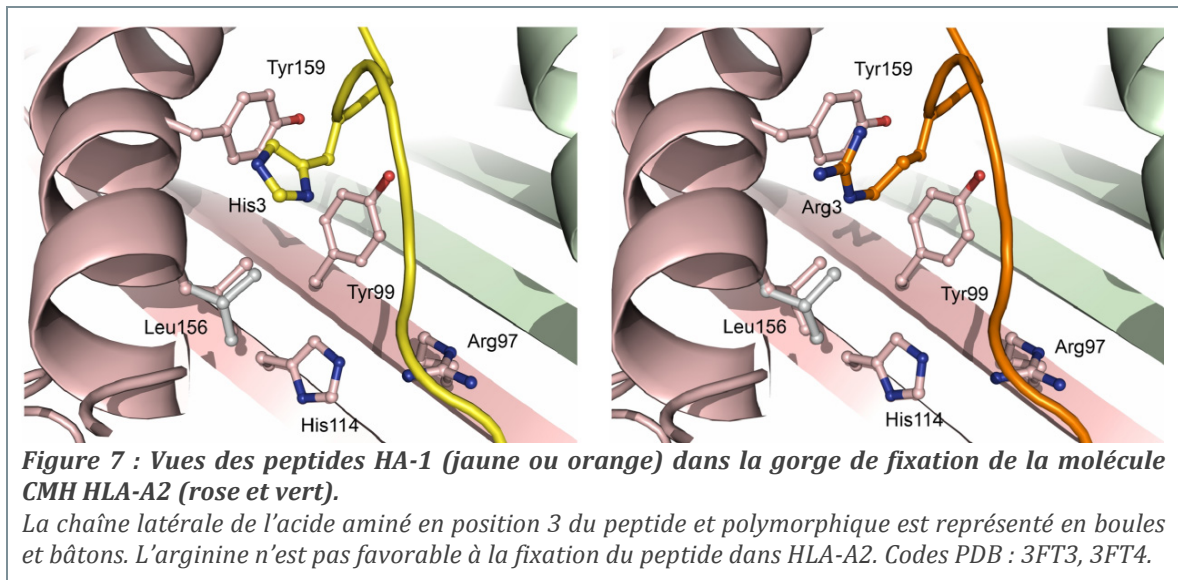 Tyr159
Tyr159
His3
Arg3
Tyr99
Tyr99
Leu156
Leu156
Arg97
Arg97
His114
His114
Figure 7 : Vues des peptides HA-1 (jaune ou orange) dans la gorge de fixation de la molécule
CMH HLA-A2 (rose et vert).
La chaîne latérale de l’acide aminé en position 3 du peptide et polymorphique est représenté en boules
et bâtons. L’arginine n’est pas favorable à la fixation du peptide dans HLA-A2. Codes PDB : 3FT3, 3FT4.